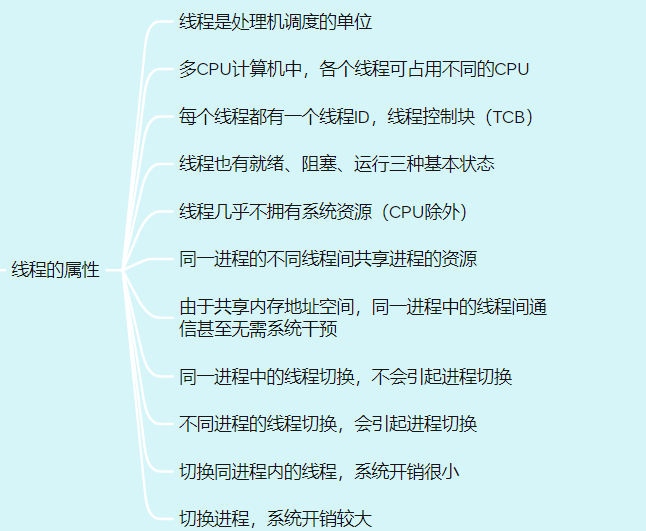 线程是处理机调度的单位
多CPU计算机中，各个线程可占用不同的CPU
每个线程都有一个线程ID，线程控制块（TCB）
线程也有就绪、阻塞、运行三种基本状态
线程几乎不拥有系统资源（CPU除外）
线程的属性
同一进程的不同线程间共享进程的资源
由于共享内存地址空间，同一进程中的线程间通
信甚至无需系统干预
同一进程中的线程切换，不会引起进程切换
不同进程的线程切换，会引起进程切换
切换同进程内的线程，系统开销很小
切换进程，系统开销较大